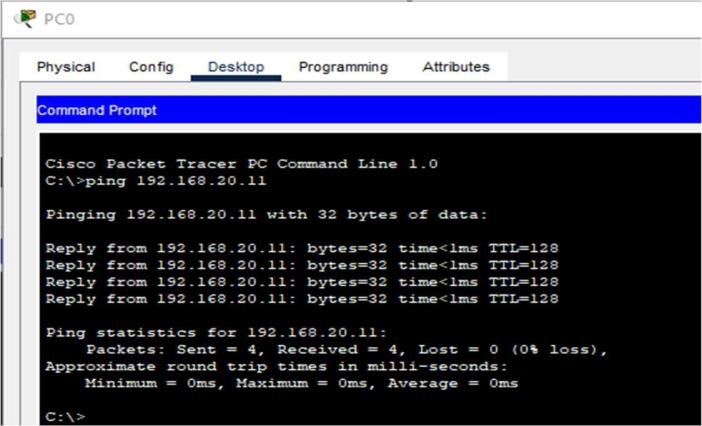 PC0
Physical Config Desktop Programming Attributes
Command Prompt
Cisco Packet Tracer PC Command Line 1.0
C:\>ping 192.168.20.11
Pinging 192.168.20.11 with 32 bytes of data:
Reply from 192.168.20.11: bytes=32 time<1ms TTL=128
Reply from 192.168.20.11: bytes=32 time<1ms TTL=128
Reply from 192.168.20.11: bytes=32 time<1ms TTL=128
Reply from 192.168.20.11: bytes=32 time<1ms TTL=128
Ping statistics for 192.168.20.11:
Packets: Sent = 4, Received = 4, Lost = 0 (0% loss),
Approximate round trip times in milli-seconds:
Minimum = 0ms, Maximum = 0ms, Average = 0ms
C:\>